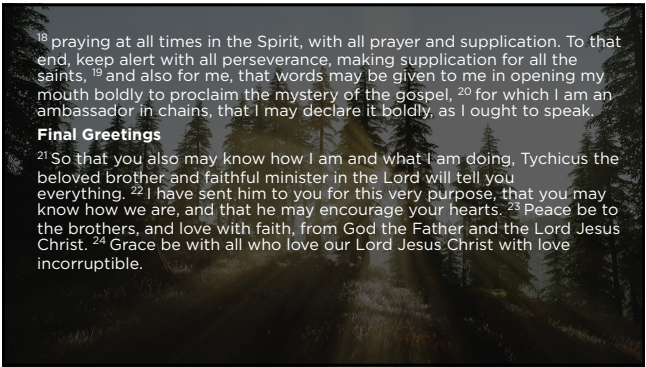 18 praying at all times in the Spirit, with all prayer and supplication. To that
end, keep alert with all perseverance, making supplication for all the
saints, 19 and also for me, that words may be given to me in opening my
mouth boldly to proclaim the mystery of the gospel, 20 for which I am an
ambassador in chains, that I may declare it boldly, as I ought to speak.
Final Greetings
21 So that you also may know how I am and what I am doing, Tychicus the
beloved brother and faithful minister in the Lord will tell you
everything. 22 I have sent him to you for this very purpose, that you may
know how we are, and that he may encourage your hearts. 23 Peace be to
the brothers, and love with faith, from God the Father and the Lord Jesus
Christ. 24 Grace be with all who love our Lord Jesus Christ with love
incorruptible.